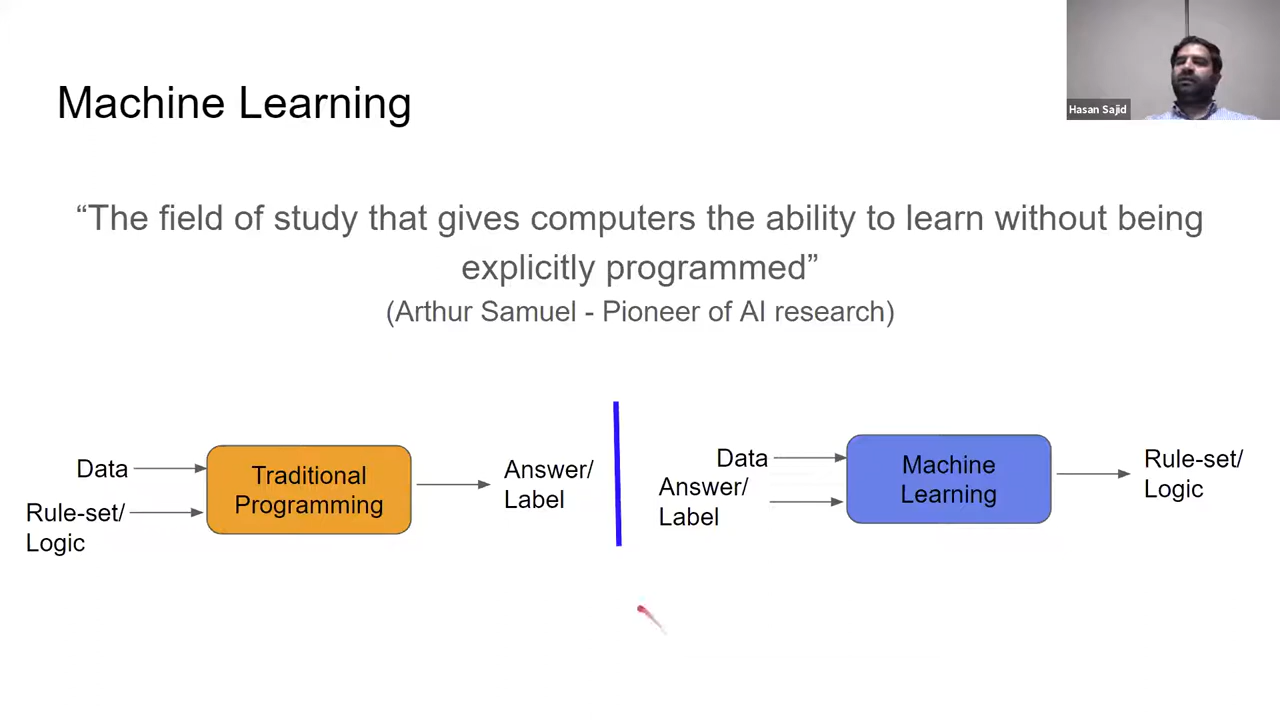 Hasan Sajid
Machine Learning
“The field of study that gives computers the ability to learn without being
explicitly programmed”
(Arthur Samuel - Pioneer of AI research)
Data
Rule-set/
Logic
Traditional
Programming
Answer/
Label
Data
Answer/
Label
Machine
Learning
Rule-set/
Logic